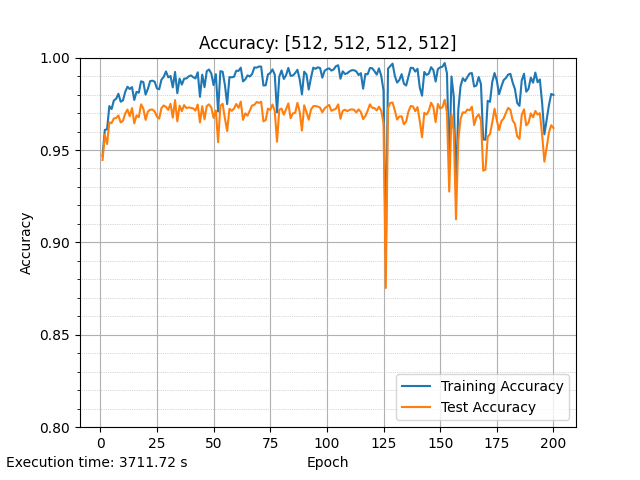 Accuracy: [512, 512, 512, 512]
1.00
0.95
0.90
0.85
0.80
Accuracy
Training Accuracy
Test Accuracy
0 25 50 75 100 125 150 175 200
Execution time: 3711.72 s
Epoch